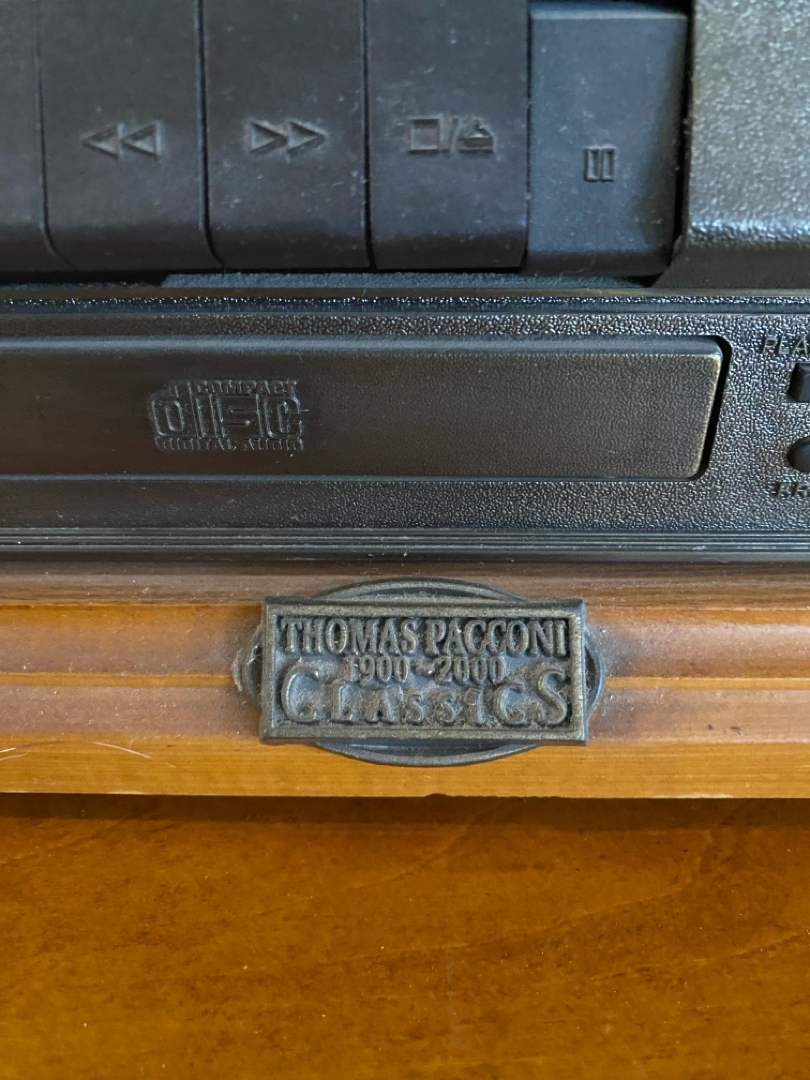 COMPACT
disc
DIGITAL AUDIO
THOMAS PACCONI
1900-2000
CLASSICS